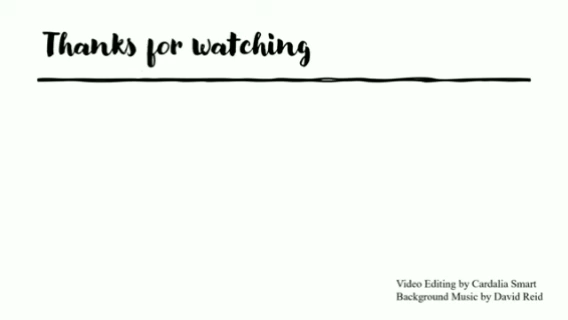 Thanks for watching
Video Editing by Cardalia Smart
Background Music by David Reid